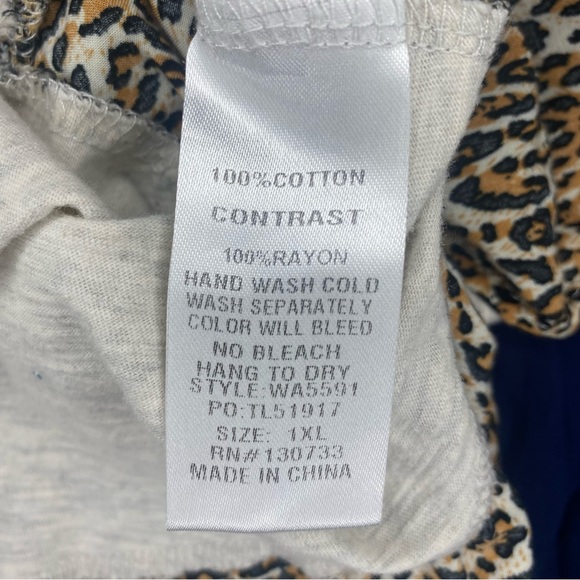 100%COTTON
CONTRAST
100%RAYON
HAND WASH COLD
WASH SEPARATELY
COLOR WILL BLEED
NO BLEACH
HANG TO DRY
STYLE:WA5591
PO:TL51917
SIZE: 1XL
RN#130733
MADE IN CHINA